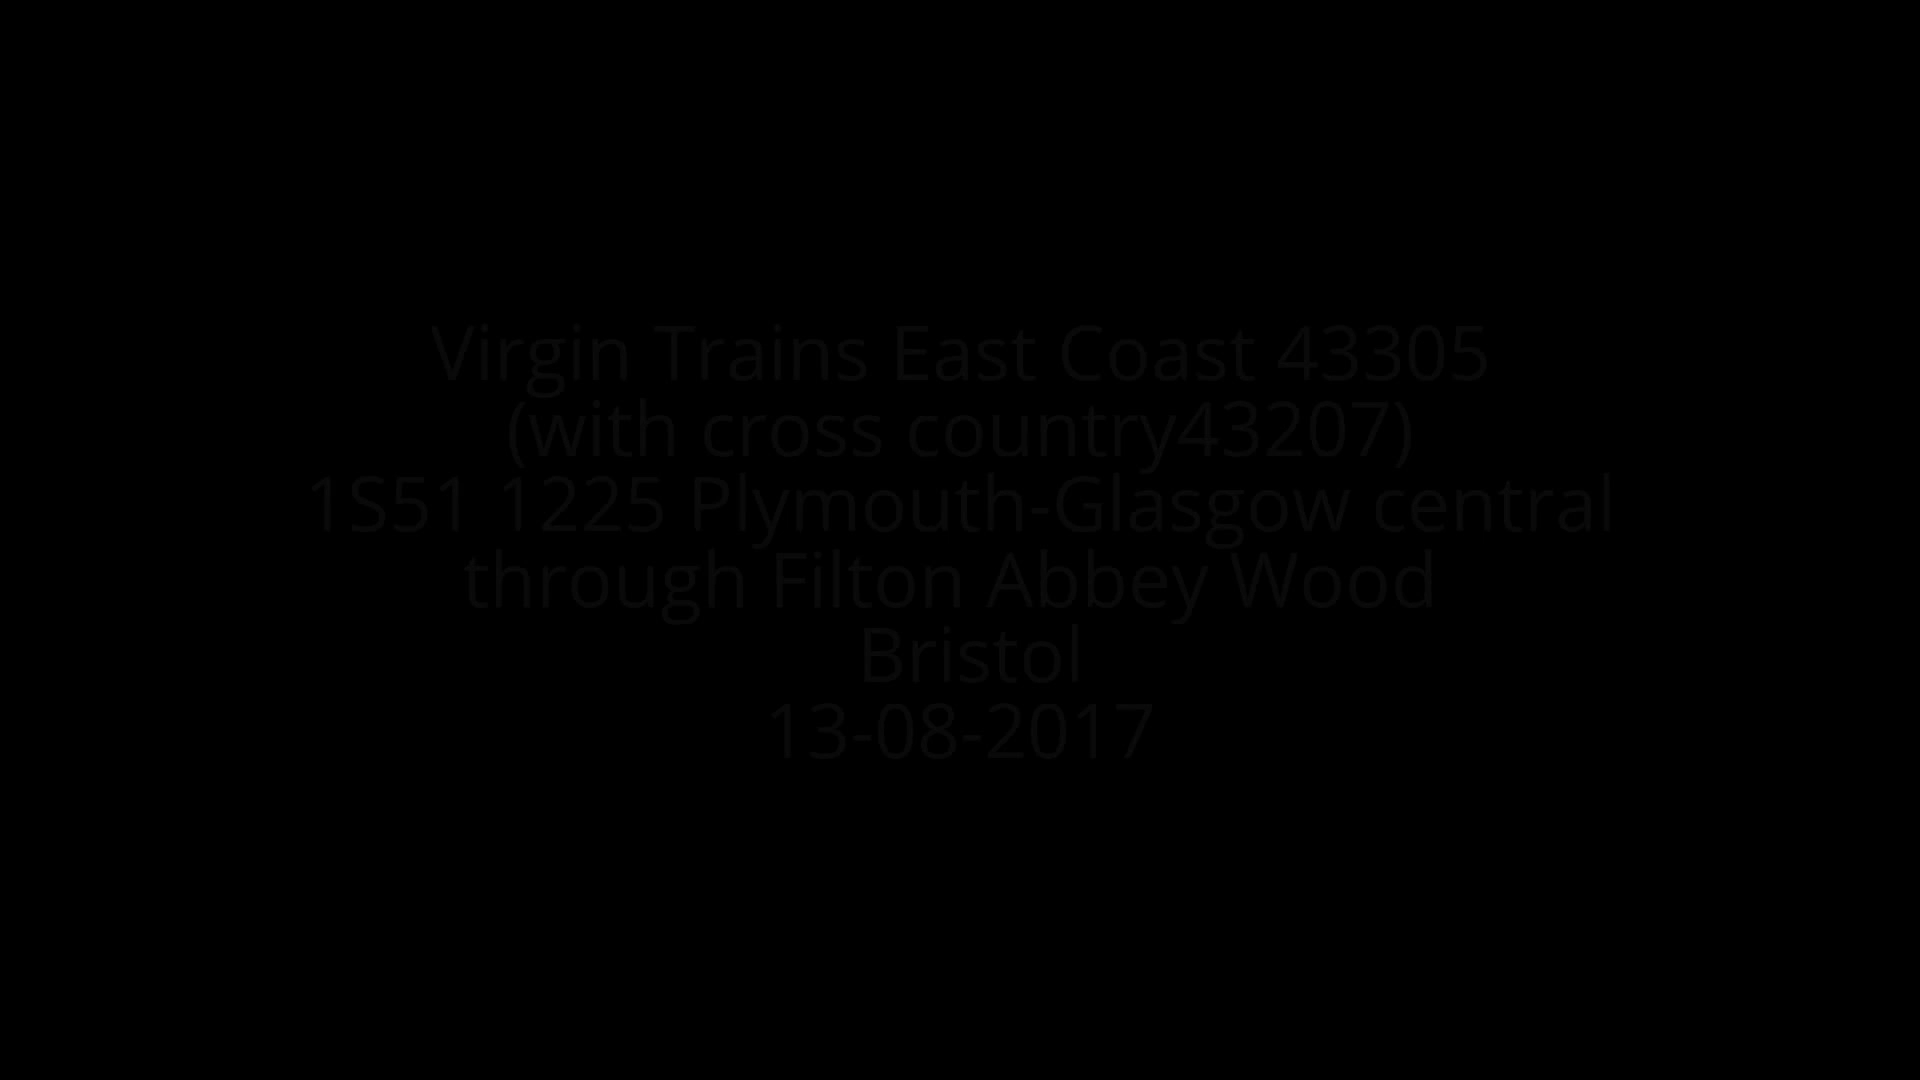 Virgin Trains East Coast 43305
(with cross country43207)
1S51 1225 Plymouth-Glasgow central
through Filton Abbey Wood
Bristol
13-08-2017